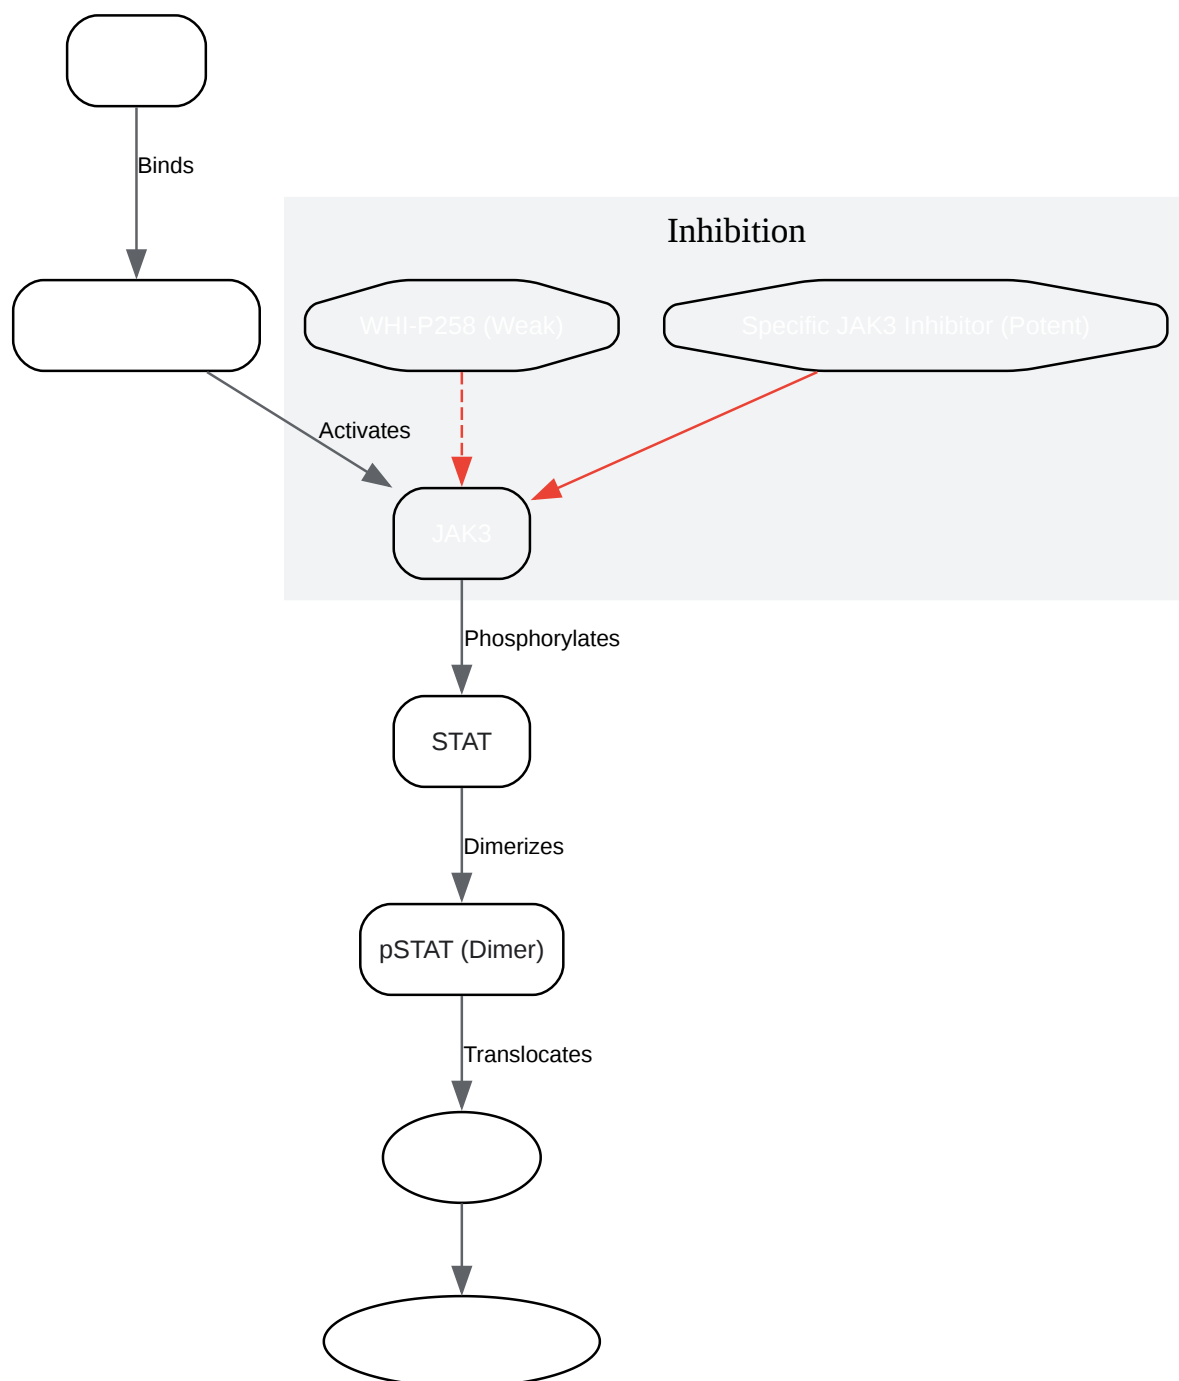 Binds
Inhibition
WHI-P258 (Weak)
Specific JAK3 Inhibitor (Potent)
Activates
JAK3
Phosphorylates
STAT
Dimerizes
pSTAT (Dimer)
Translocates